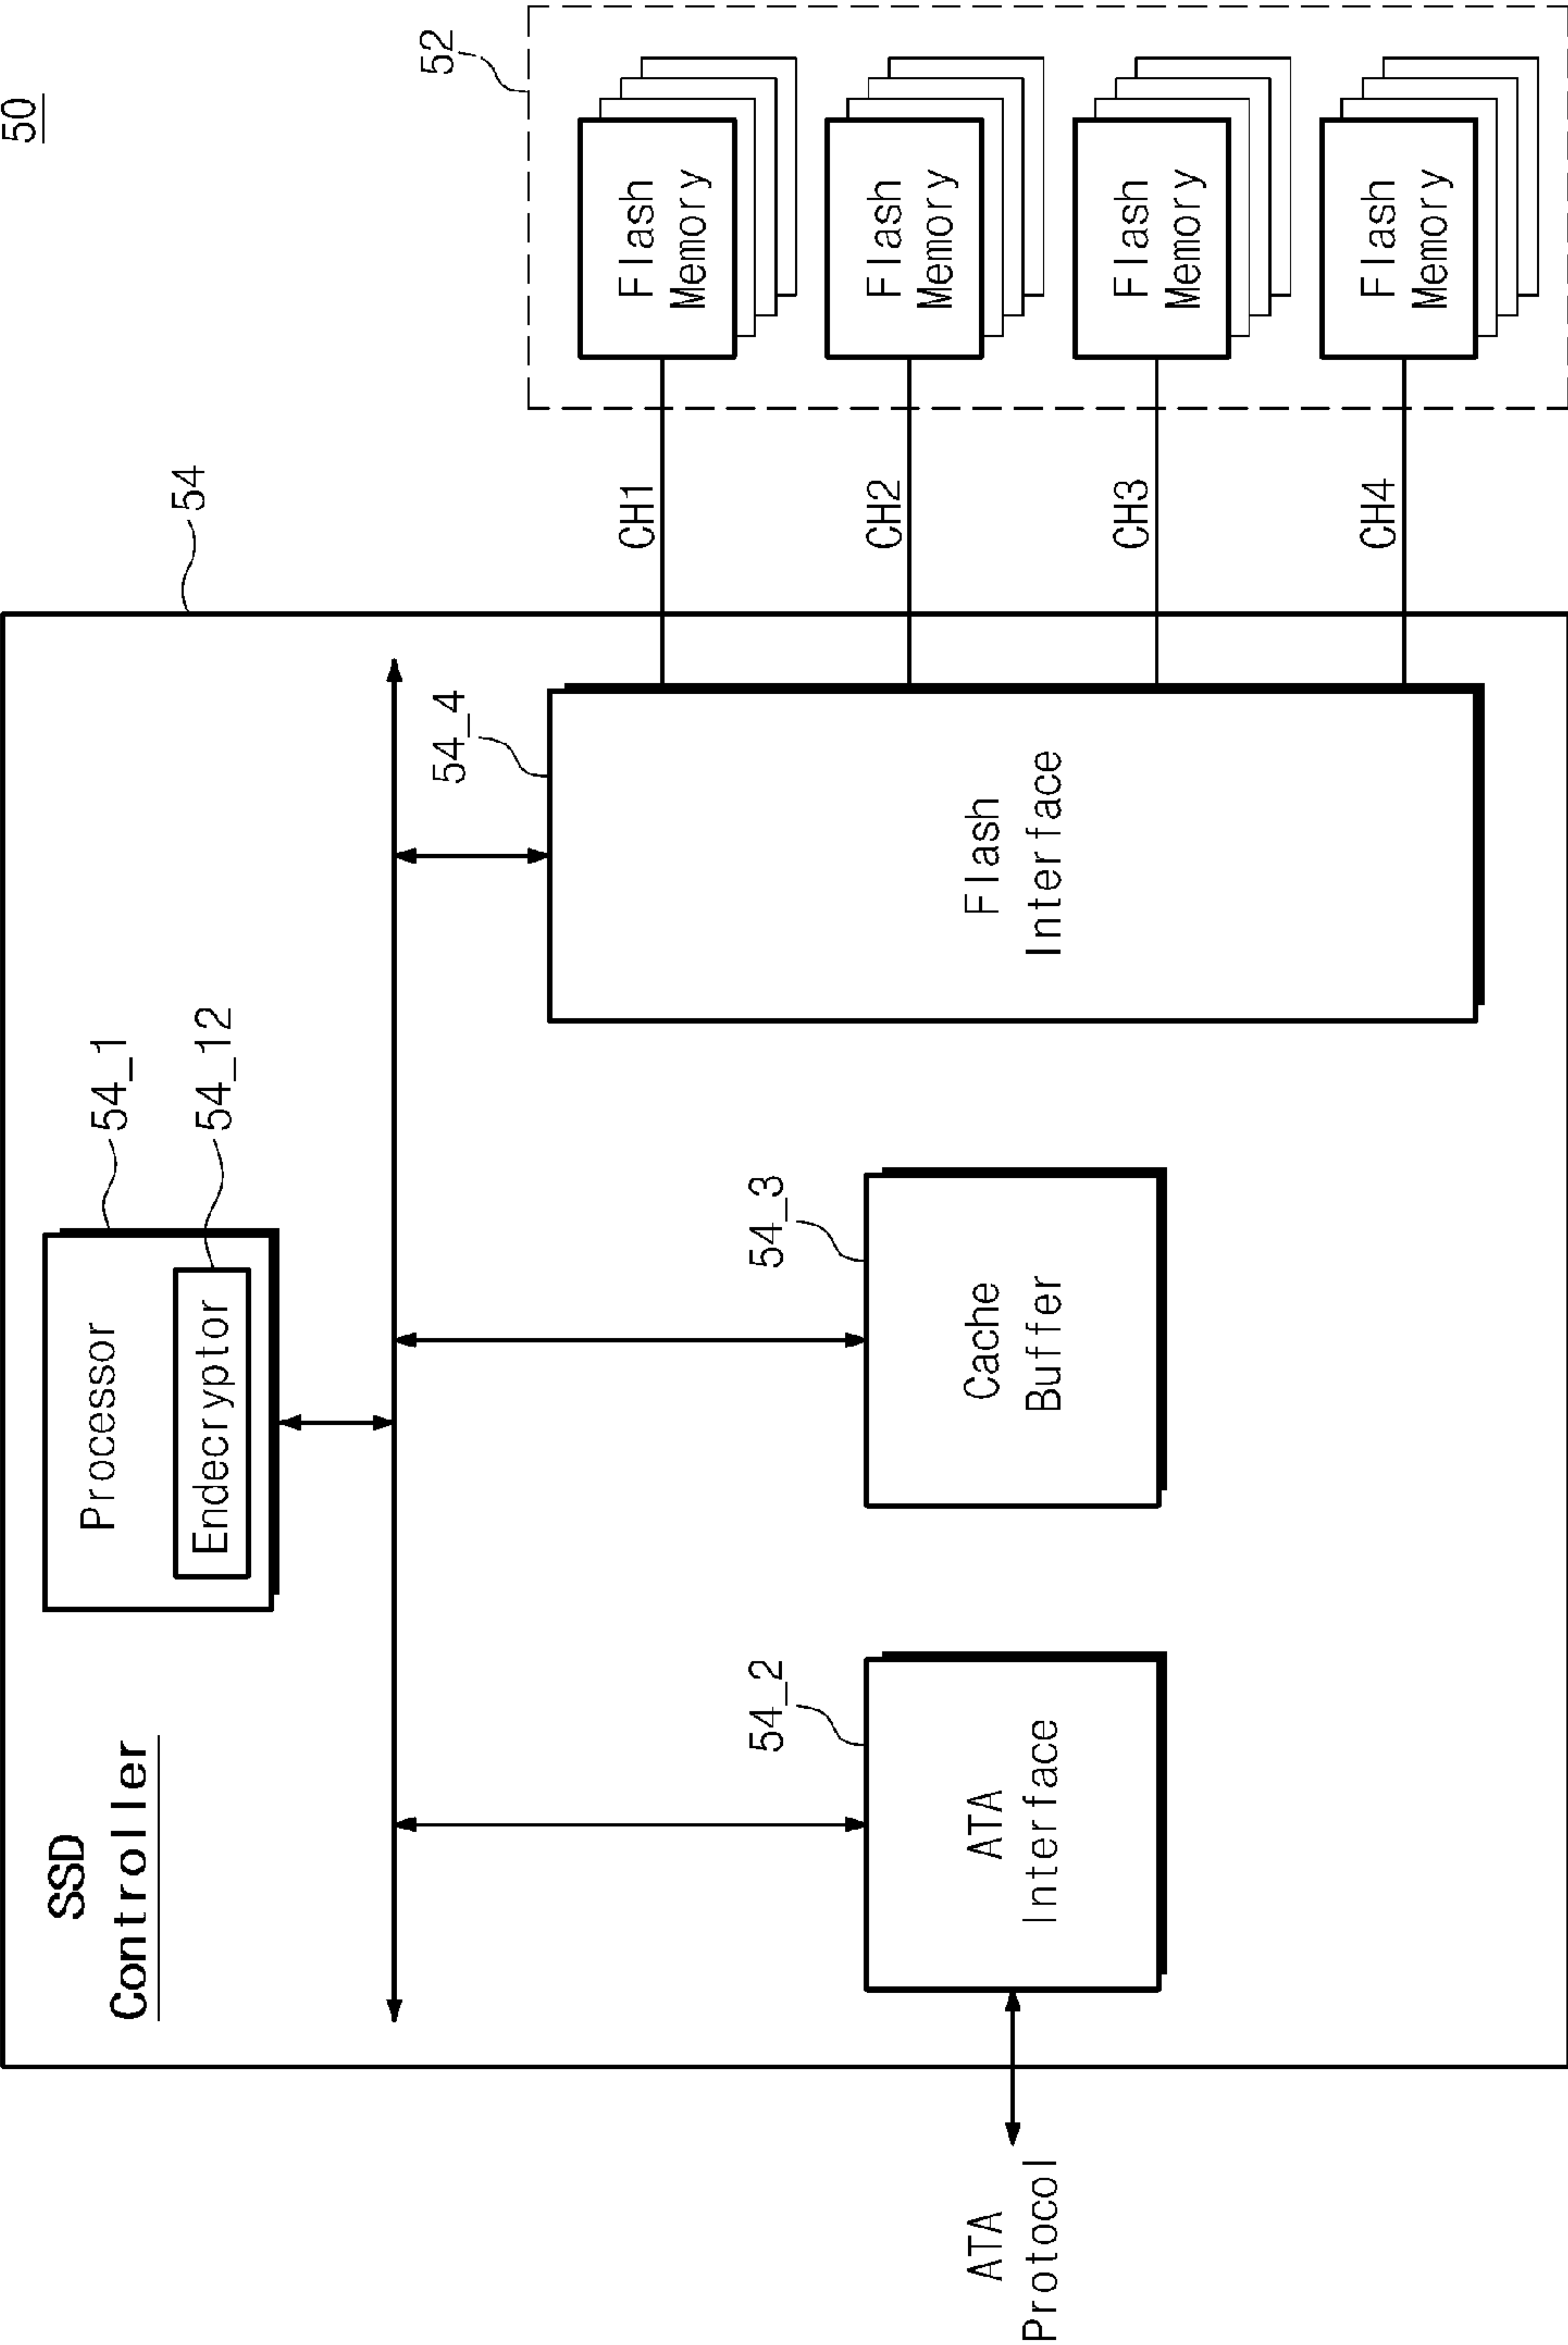 50
SSD
Controller
54
Processor
54_1
Endecryptor
54_12
52
54_4
54_2
54_3
ATA
Protocol
ATA
Interface
Cache
Buffer
Flash
Interface
CH1
Flash
Memory
CH2
Flash
Memory
CH3
Flash
Memory
CH4
Flash
Memory